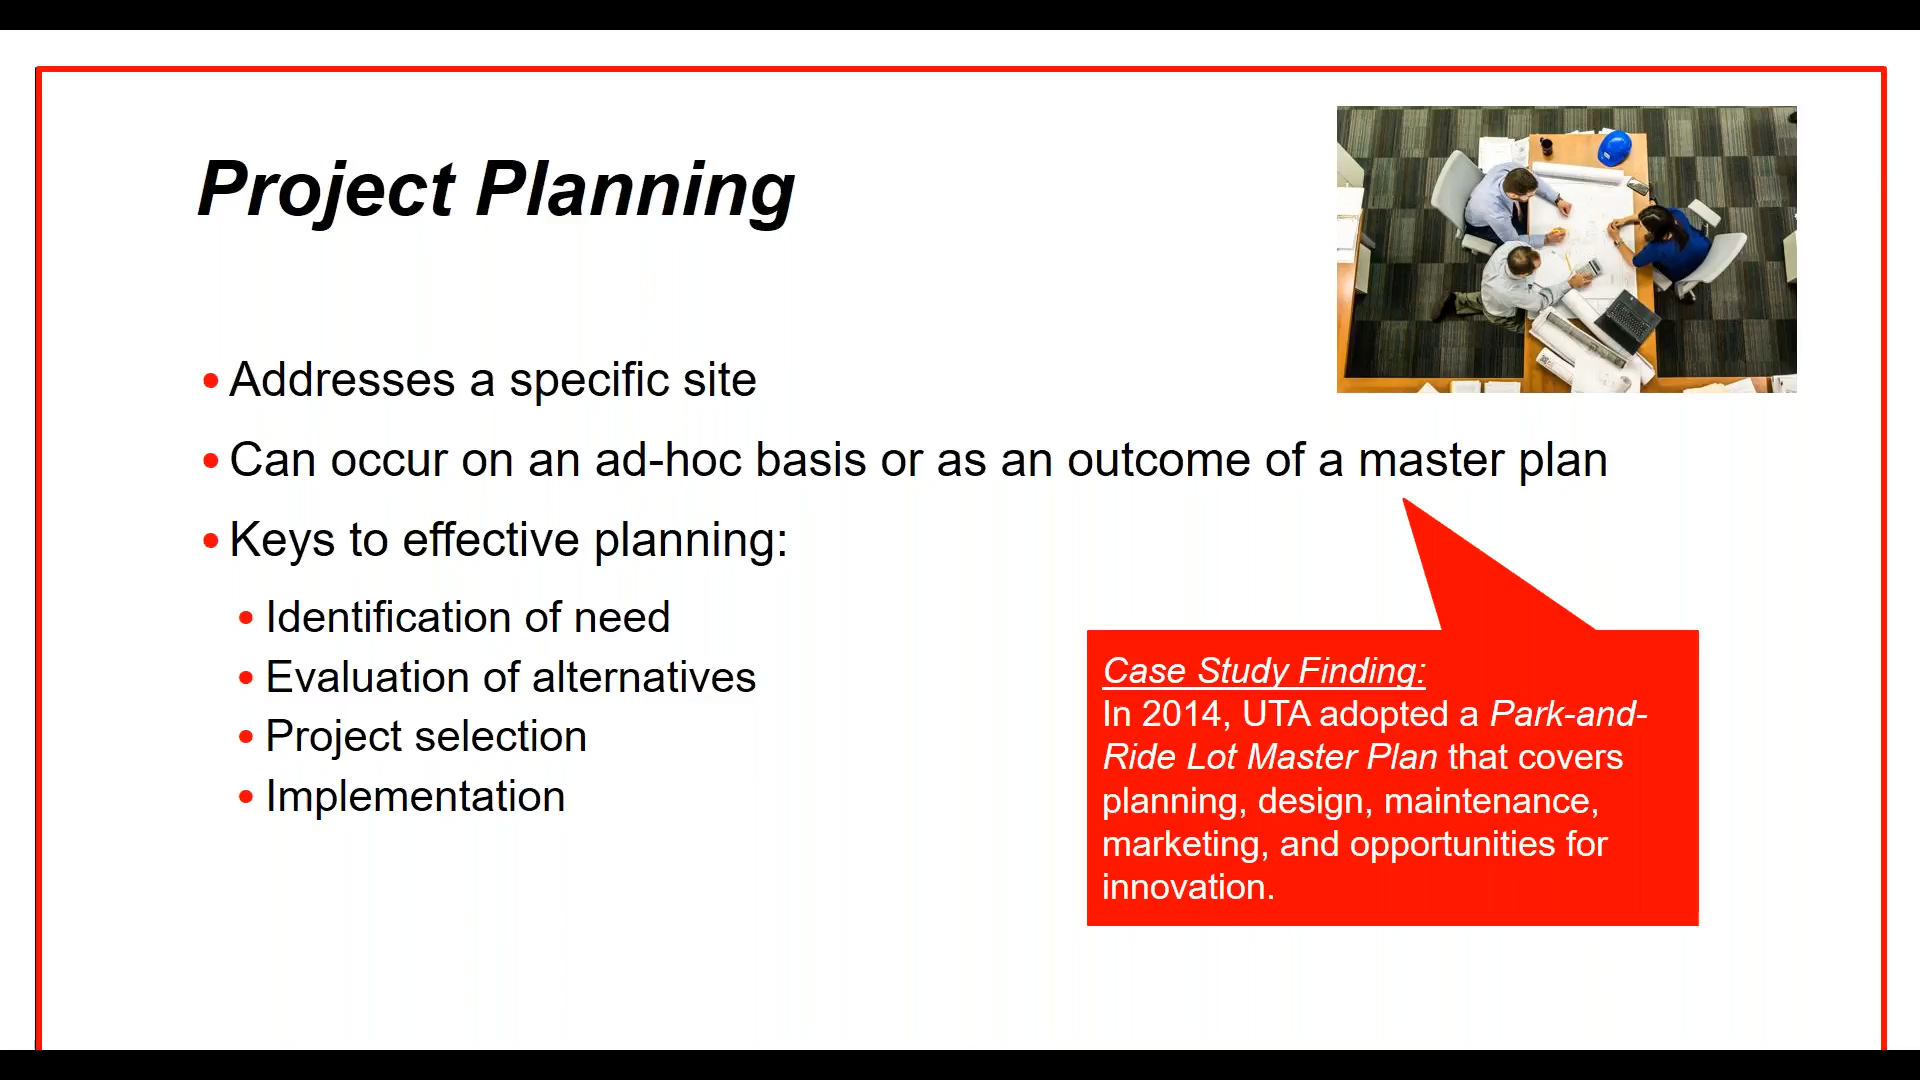 Project Planning
Addresses a specific site
Can occur on an ad-hoc basis or as an outcome of a master plan
Keys to effective planning:
Identification of need
Evaluation of alternatives
Project selection
Implementation
Case Study Finding:
In 2014, UTA adopted a Park-and-
Ride Lot Master Plan that covers
planning, design, maintenance,
marketing, and opportunities for
innovation.